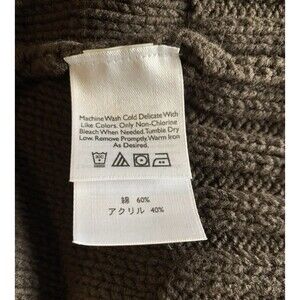 Machine Wash Cold Delicate With
Like Colors. Only Non-Chlorine
Bleach When Needed. Tumble Dry
Low. Remove Promptly. Warm Iron
As Desired.
綿 60%
アクリル 40%